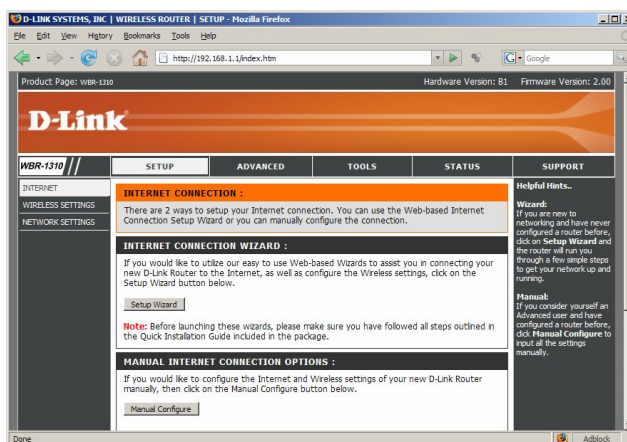 D-LINK SYSTEMS, INC | WIRELESS ROUTER | SETUP - Mozilla Firefox
File Edit View History Bookmarks Tools Help
http://192.168.1.1/index.htm
Google
Product Page: WBR-1310
Hardware Version: B1 Firmware Version: 2.00
D-Link
WBR-1310
SETUP
ADVANCED
TOOLS
STATUS
SUPPORT
INTERNET
WIRELESS SETTINGS
NETWORK SETTINGS
INTERNET CONNECTION :
There are 2 ways to setup your Internet connection. You can use the Web-based Internet
Connection Setup Wizard or you can manually configure the connection.
INTERNET CONNECTION WIZARD :
If you would like to utilize our easy to use Web-based Wizards to assist you in connecting your
new D-Link Router to the Internet, as well as configure the Wireless settings, click on the
Setup Wizard button below.
Setup Wizard
Note: Before launching these wizards, please make sure you have followed all steps outlined in
the Quick Installation Guide included in the package.
MANUAL INTERNET CONNECTION OPTIONS :
If you would like to configure the Internet and Wireless settings of your new D-Link Router
manually, then click on the Manual Configure button below.
Manual Configure
Helpful Hints..
Wizard:
If you are new to
networking and have never
configured a router before,
click on Setup Wizard and
the router will run you
through a few simple steps
to get your network up and
running.
Manual:
If you consider yourself an
Advanced user and have
configured a router before,
click Manual Configure to
input all the settings
manually.
Done
Adblock